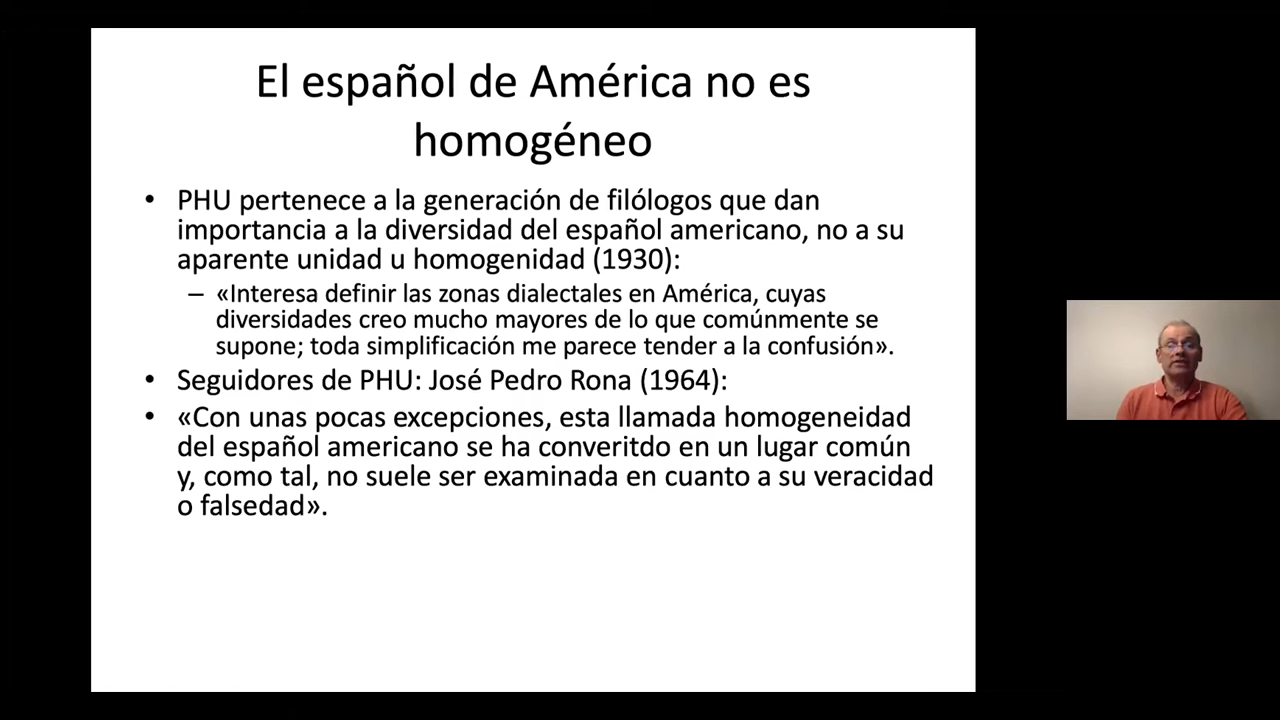 El español de América no es
homogéneo
• PHU pertenece a la generación de filólogos que dan
importancia a la diversidad del español americano, no a su
aparente unidad u homogenidad (1930):
– «Interesa definir las zonas dialectales en América, cuyas
diversidades creo mucho mayores de lo que comúnmente se
supone; toda simplificación me parece tender a la confusión».
• Seguidores de PHU: José Pedro Rona (1964):
• «Con unas pocas excepciones, esta llamada homogeneidad
del español americano se ha converitdo en un lugar común
y, como tal, no suele ser examinada en cuanto a su veracidad
o falsedad».